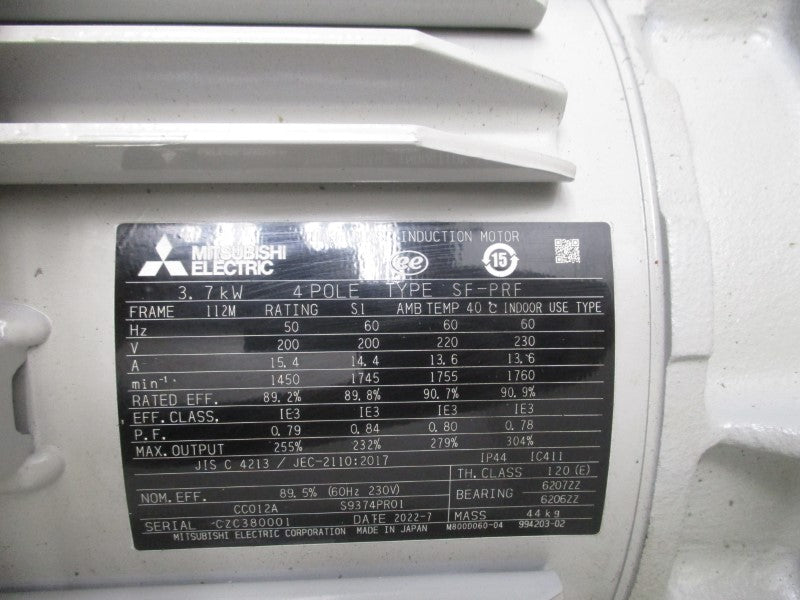 INDUCTION MOTOR
MITSUBISHI
ELECTRIC
ee
15
3.7kW 4 POLE TYPE SF-PRF
FRAME 112M RATING S1 AMB TEMP 40℃ INDOOR USE TYPE
Hz 50 60 60 60
V 200 200 220 230
A 15.4 14.4 13.6 13.6
min⁻¹ 1450 1745 1755 1760
RATED EFF. 89.2% 89.8% 90.7% 90.9%
EFF. CLASS. IE3 IE3 IE3 IE3
P.F. 0.79 0.84 0.80 0.78
MAX. OUTPUT 255% 232% 279% 304%
JIS C 4213 / JEC-2110:2017 IP44 IC411
TH. CLASS 120 (E)
NOM. EFF. 89.5% (60Hz 230V) BEARING 6207ZZ
CC012A S9374PR01 6206ZZ
SERIAL CZC380001 DATE 2022-7 MASS 44kg
MITSUBISHI ELECTRIC CORPORATION MADE IN JAPAN M800D060-04 994203-02